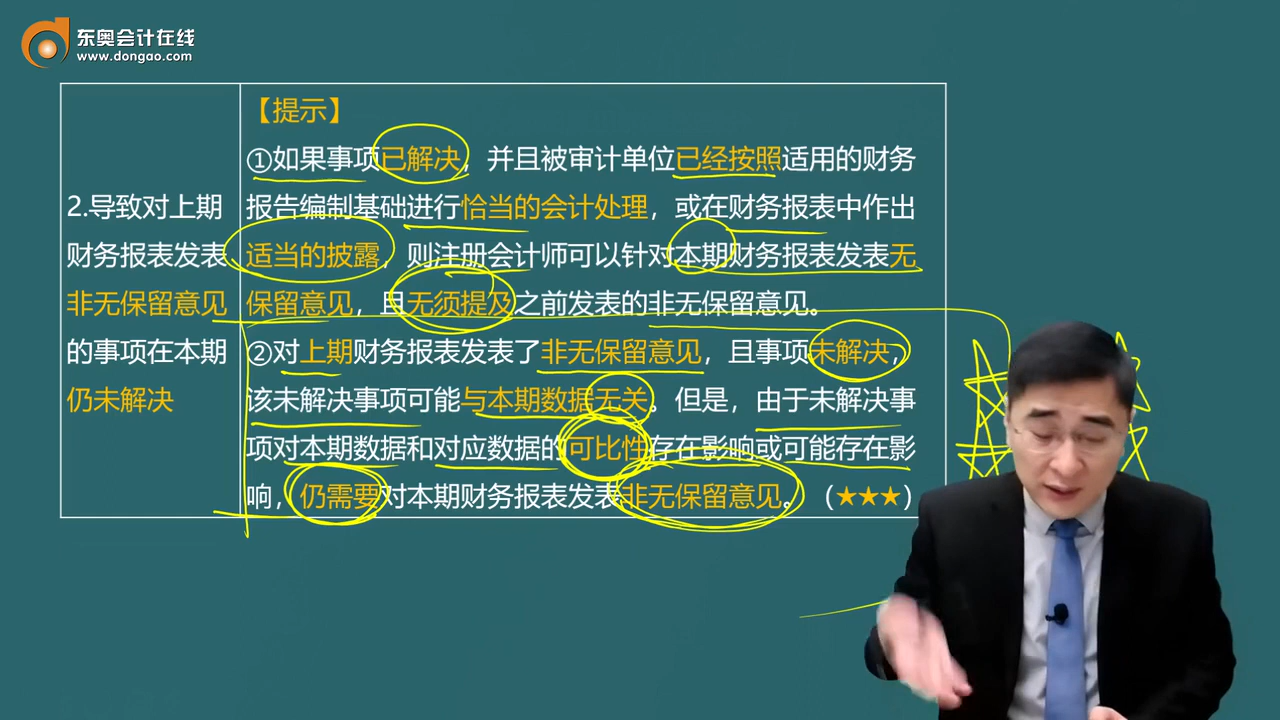 东奥会计在线
www.dongao.com
2.导致对上期
财务报表发表
非无保留意见
的事项在本期
仍未解决
【提示】
①如果事项已解决，并且被审计单位已经按照适用的财务
报告编制基础进行恰当的会计处理，或在财务报表中作出
适当的披露，则注册会计师可以针对本期财务报表发表无
保留意见，且无须提及之前发表的非无保留意见。
②对上期财务报表发表了非无保留意见，且事项未解决，
该未解决事项可能与本期数据无关。但是，由于未解决事
项对本期数据和对应数据的可比性存在影响或可能存在影
响，仍需要对本期财务报表发表非无保留意见。（★★★）